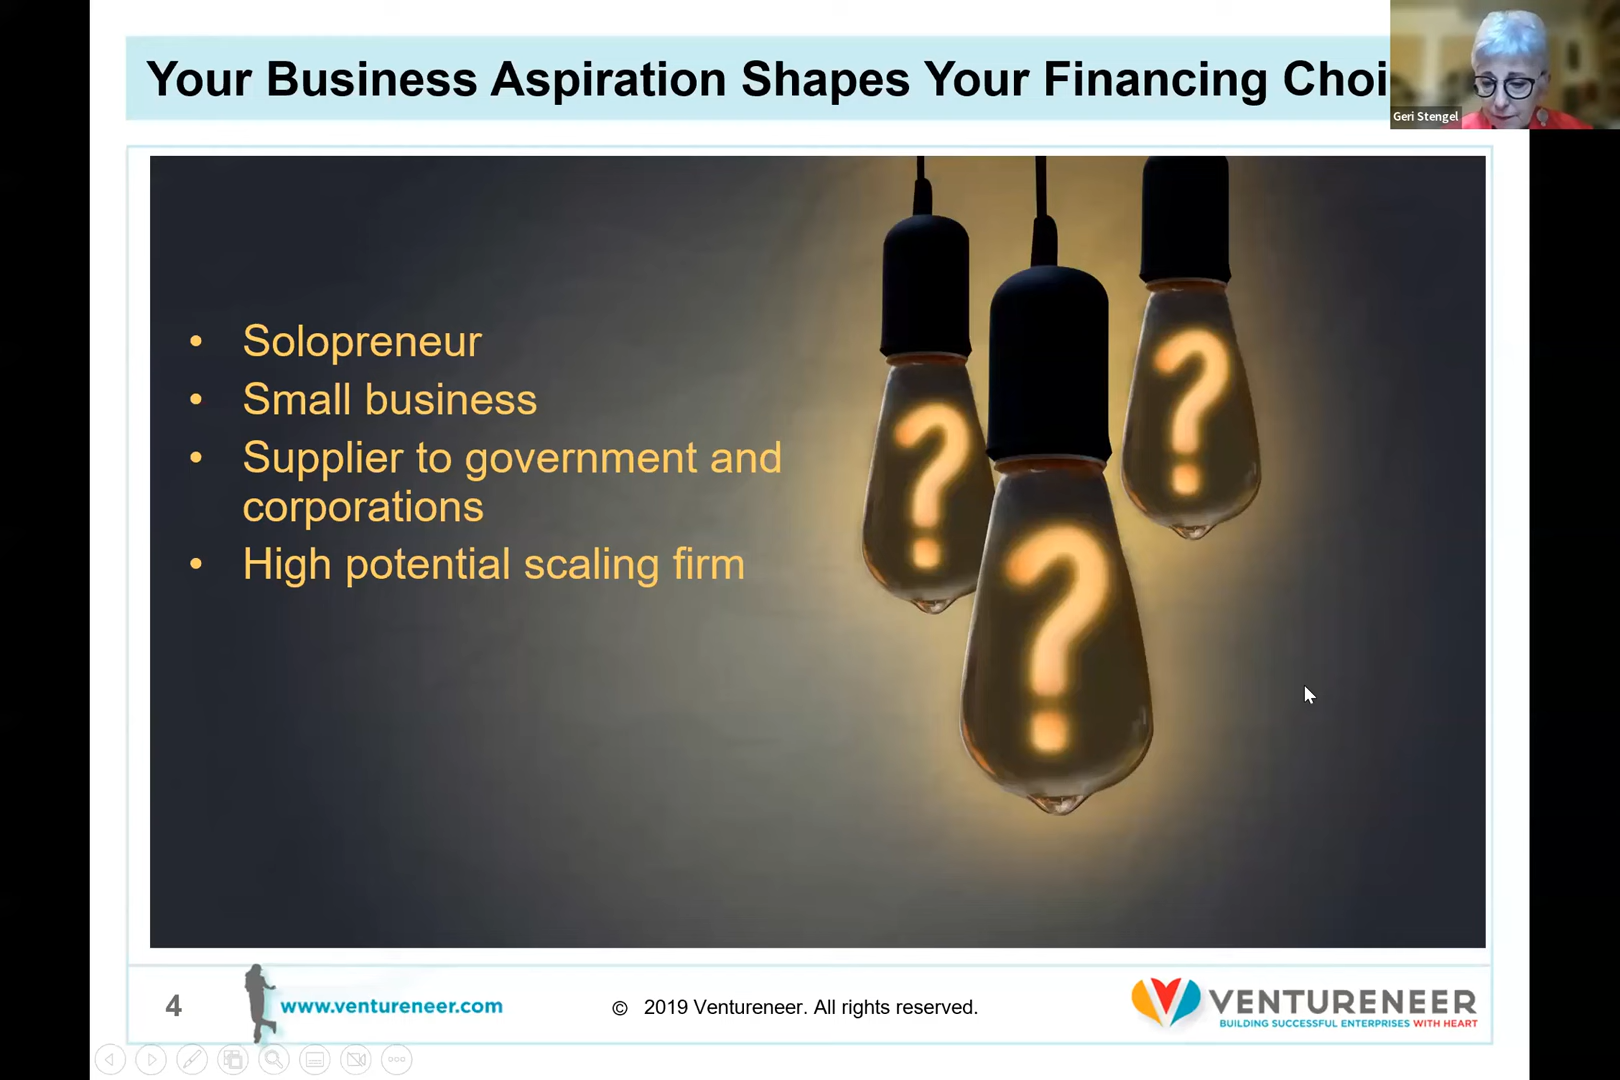 Your Business Aspiration Shapes Your Financing Choi
Geri Stengel
• Solopreneur
• Small business
• Supplier to government and
corporations
• High potential scaling firm
?
?
?
4
www.ventureneer.com
© 2019 Ventureneer. All rights reserved.
VENTURENEER
BUILDING SUCCESSFUL ENTERPRISES WITH HEART